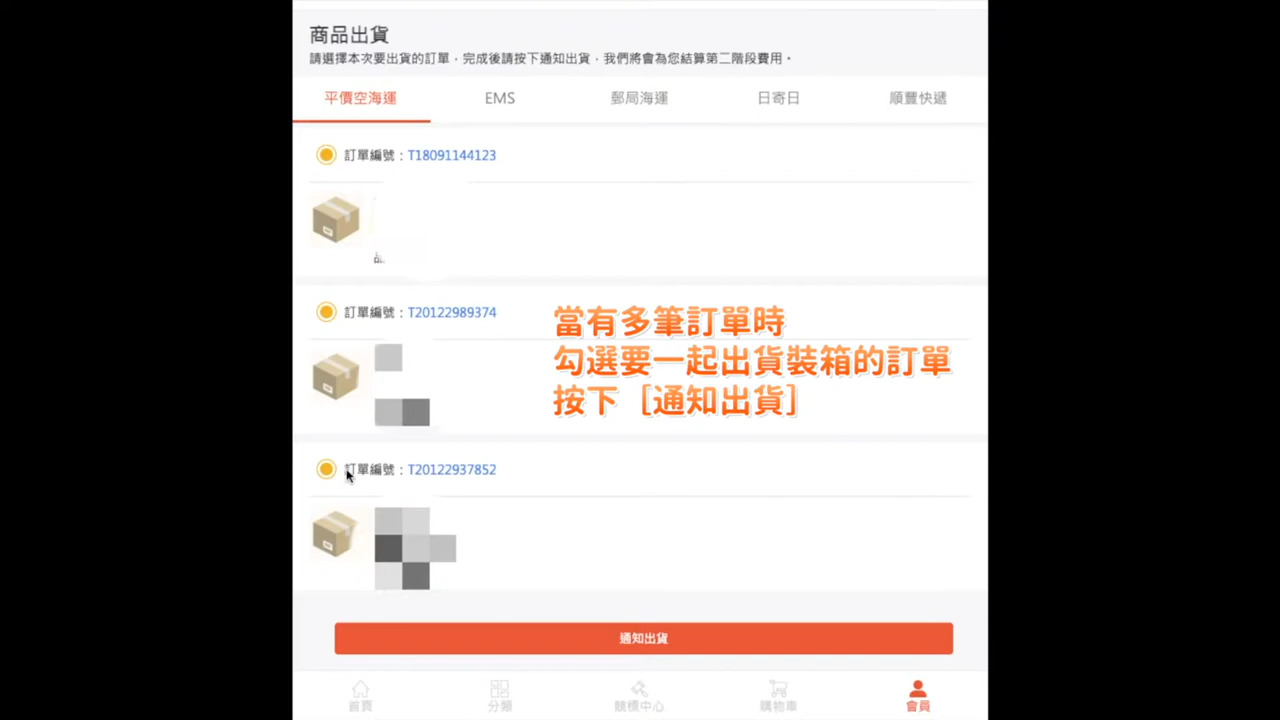 商品出貨
請選擇本次要出貨的訂單，完成後請按下通知出貨，我們將會為您結算第二階段費用。
平價空海運
EMS
郵局海運
日寄日
順豐快遞
訂單編號：T18091144123
訂單編號：T20122989374
當有多筆訂單時
勾選要一起出貨裝箱的訂單
按下［通知出貨］
訂單編號：T20122937852
通知出貨
首頁
分類
競標中心
購物車
會員